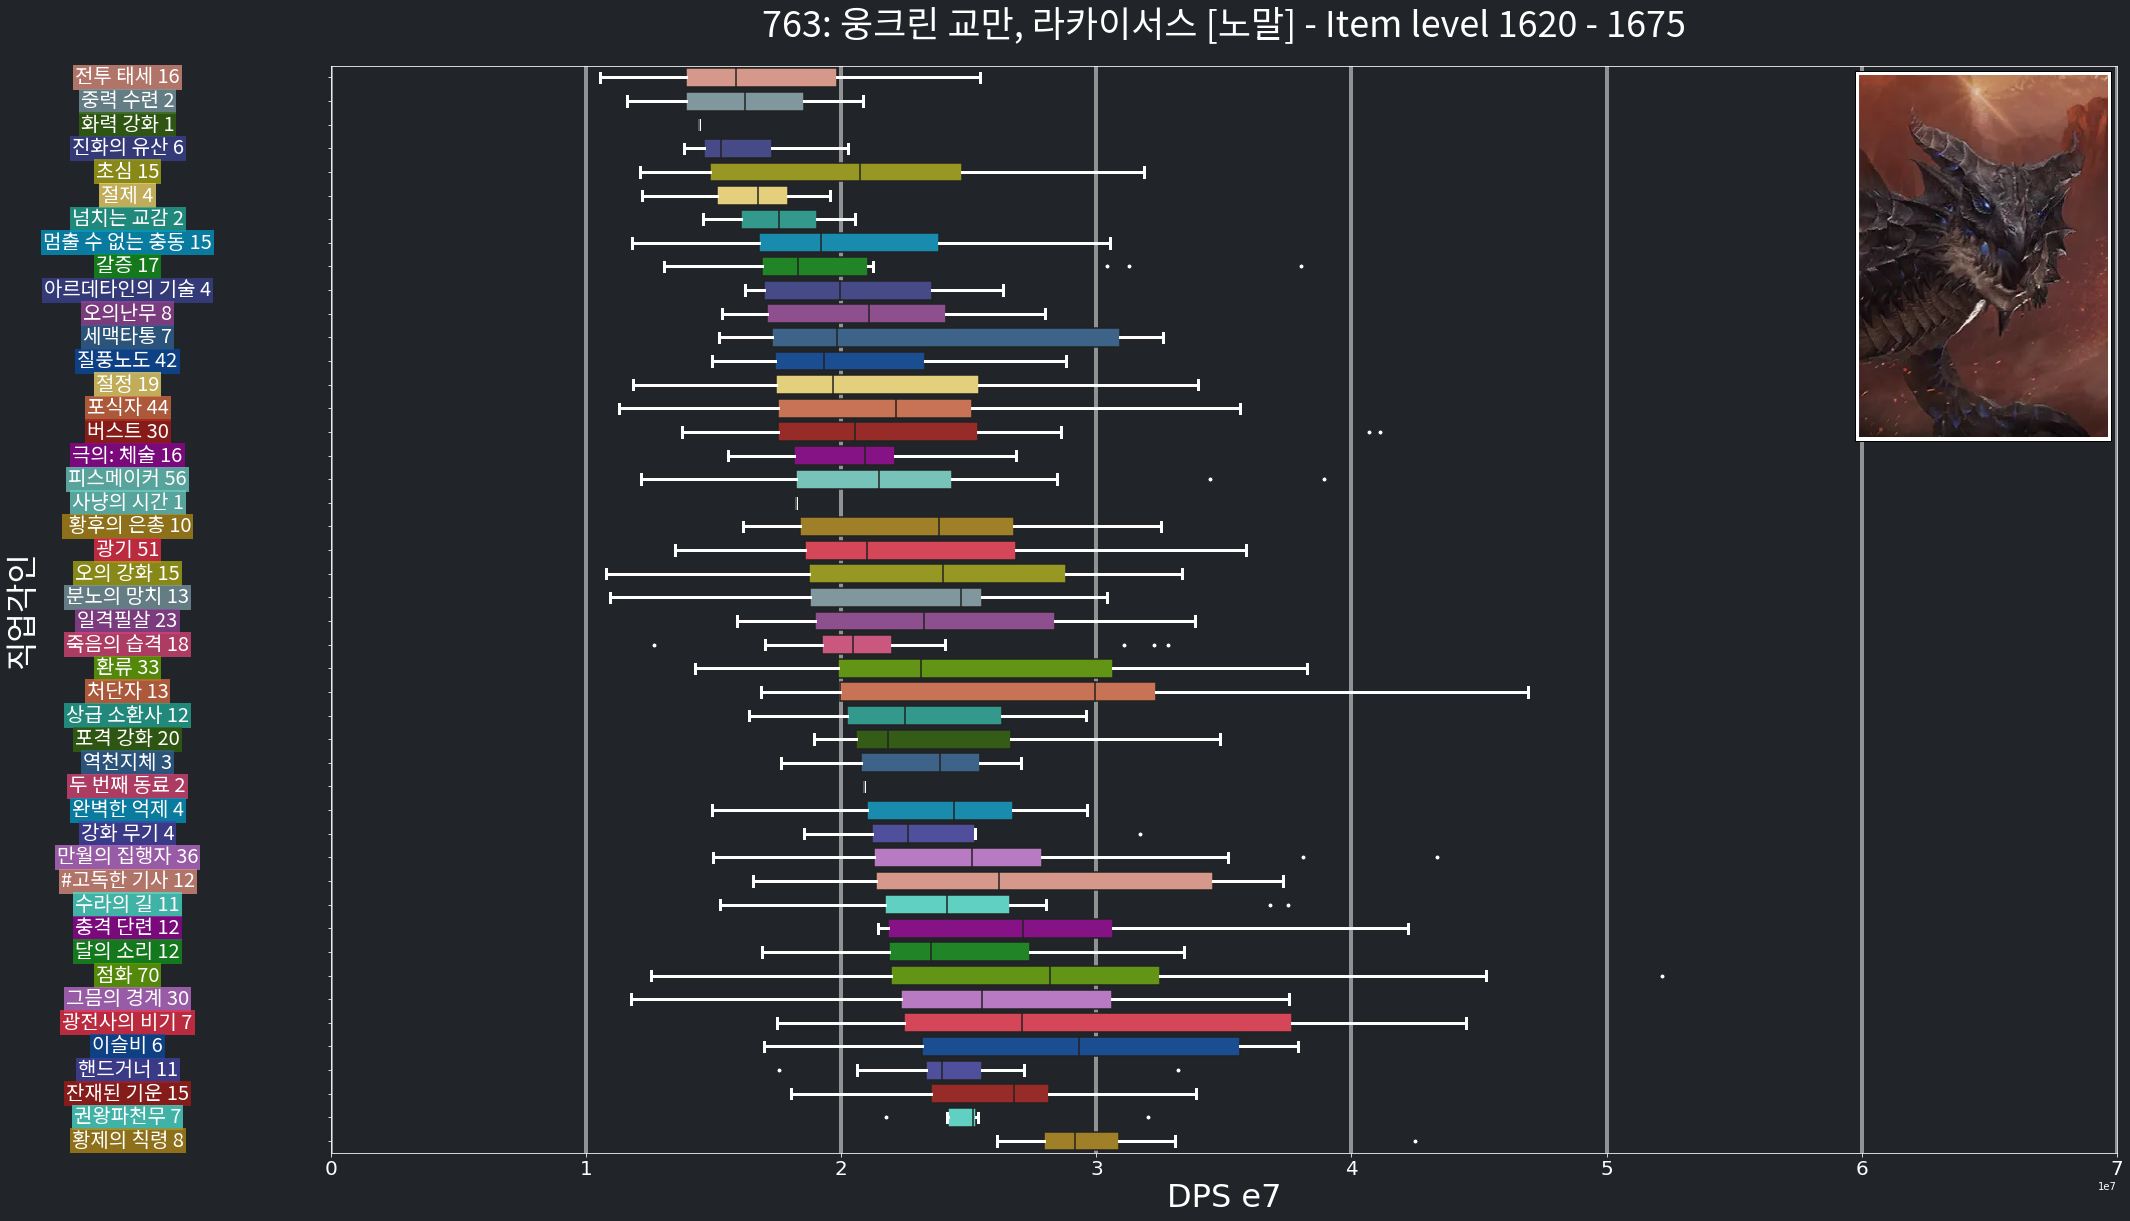 763: 웅크린 교만, 라카이서스 [노말] - Item level 1620 - 1675
전투 태세 16
중력 수련 2
화력 강화 1
진화의 유산 6
초심 15
절제 4
넘치는 교감 2
멈출 수 없는 충동 15
갈증 17
아르데타인의 기술 4
오의난무 8
세맥타통 7
질풍노도 42
절정 19
포식자 44
버스트 30
극의: 체술 16
피스메이커 56
사냥의 시간 1
황후의 은총 10
광기 51
오의 강화 15
분노의 망치 13
일격필살 23
죽음의 습격 18
환류 33
처단자 13
상급 소환사 12
포격 강화 20
역천지체 3
두 번째 동료 2
완벽한 억제 4
강화 무기 4
만월의 집행자 36
#고독한 기사 12
수라의 길 11
충격 단련 12
달의 소리 12
점화 70
그믐의 경계 30
광전사의 비기 7
이슬비 6
핸드거너 11
잔재된 기운 15
권왕파천무 7
황제의 칙령 8
직업각인
0 1 2 3 4 5 6 7
1e7
DPS e7